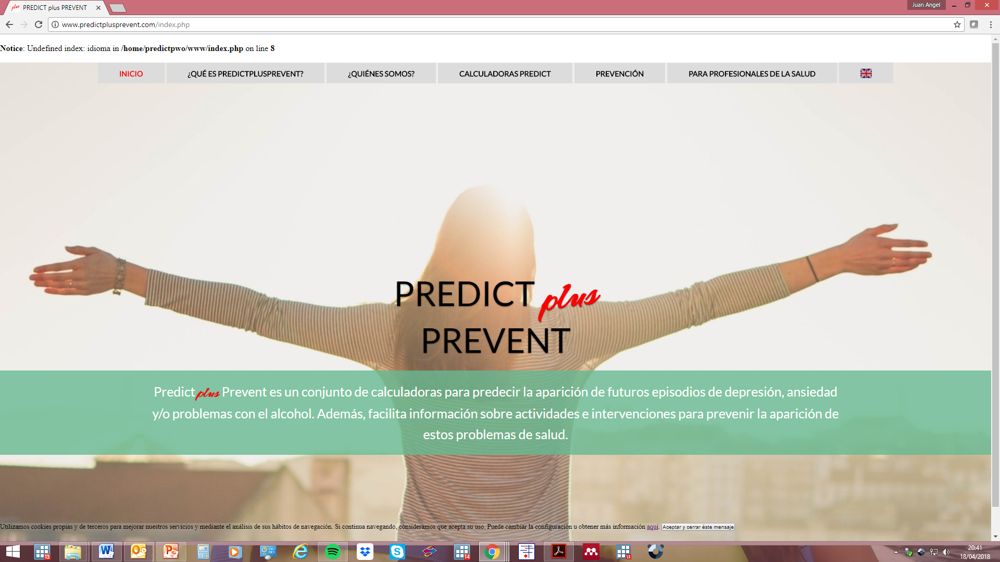 plus PREDICT plus PREVENT
Juan Angel
www.predictplusprevent.com/index.php
Notice: Undefined index: idioma in /home/predictpwo/www/index.php on line 8
INICIO
¿QUÉ ES PREDICTPLUSPREVENT?
¿QUIÉNES SOMOS?
CALCULADORAS PREDICT
PREVENCIÓN
PARA PROFESIONALES DE LA SALUD
PREDICT plus
PREVENT
Predict plus Prevent es un conjunto de calculadoras para predecir la aparición de futuros episodios de depresión, ansiedad
y/o problemas con el alcohol. Además, facilita información sobre actividades e intervenciones para prevenir la aparición de
estos problemas de salud.
Utilizamos cookies propias y de terceros para mejorar nuestros servicios y mediante el análisis de sus hábitos de navegación. Si continua navegando, consideramos que acepta su uso. Puede cambiar la configuración u obtener más información aquí. Aceptar y cerrar éste mensaje
13
14
15
20:41
18/04/2018